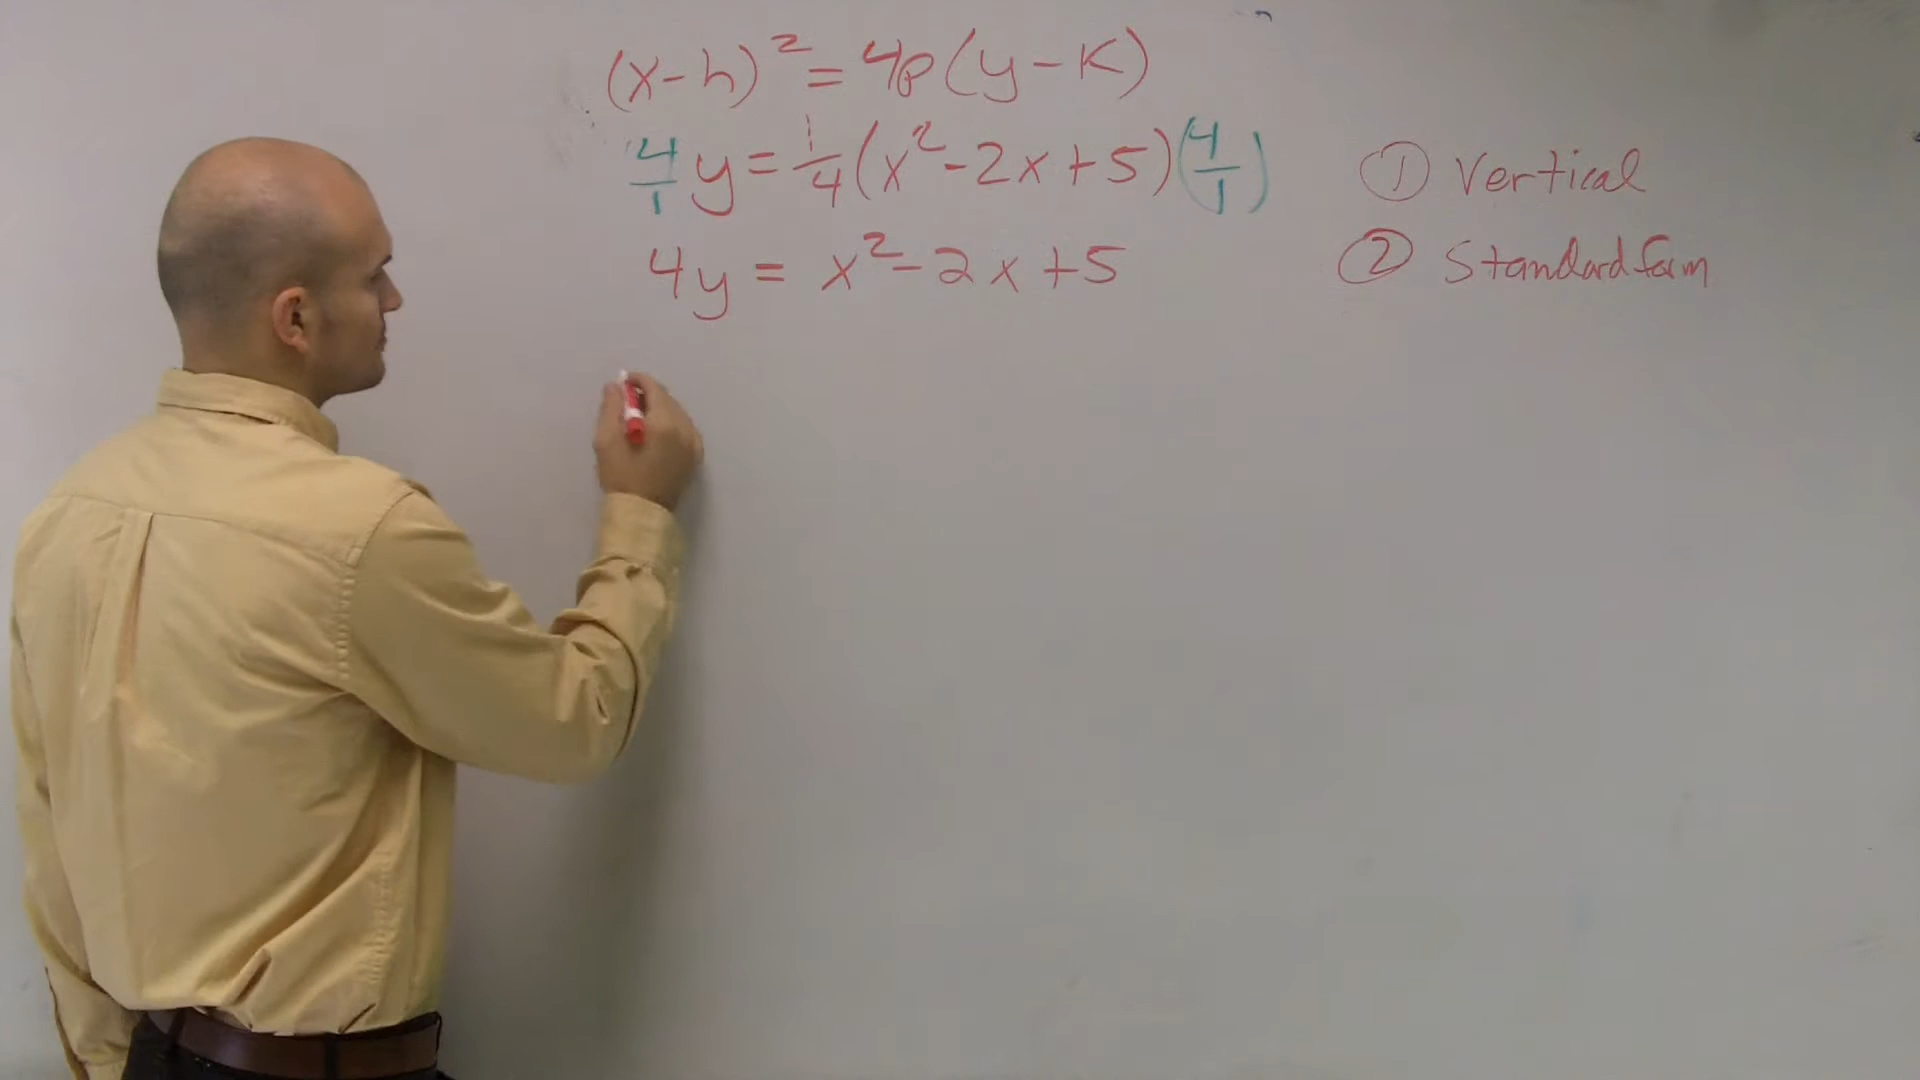 (x-h)² = 4p(y-k)
4/1 y = 1/4 (x²-2x+5)(4/1)
① Vertical
4y = x²-2x+5
② Standard form